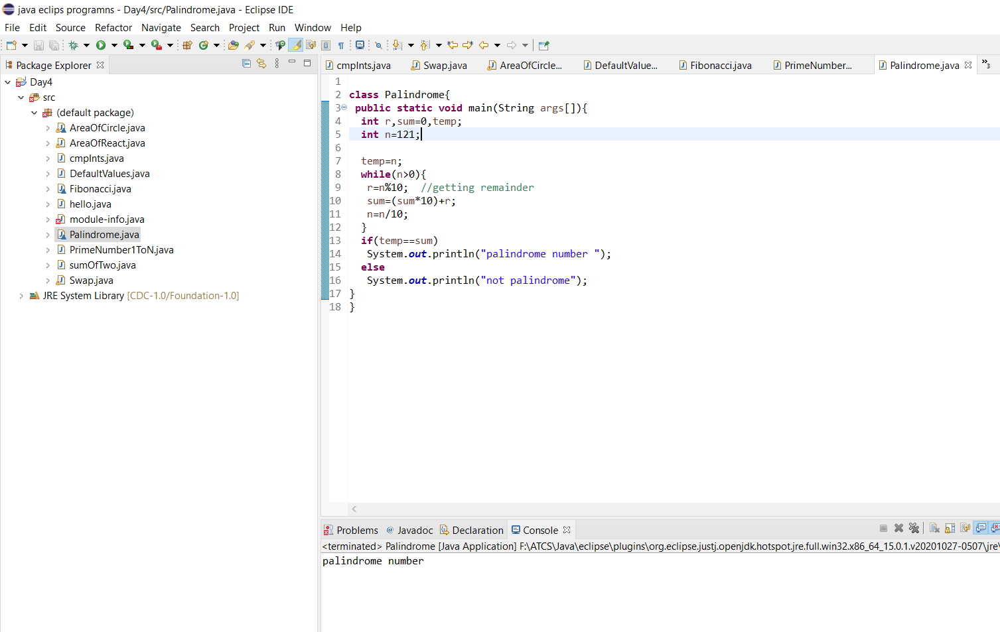 java eclips programns - Day4/src/Palindrome.java - Eclipse IDE
File Edit Source Refactor Navigate Search Project Run Window Help
Package Explorer
Day4
src
(default package)
AreaOfCircle.java
AreaOfReact.java
cmpInts.java
DefaultValues.java
Fibonacci.java
hello.java
module-info.java
Palindrome.java
PrimeNumber1ToN.java
sumOfTwo.java
Swap.java
JRE System Library [CDC-1.0/Foundation-1.0]
cmpInts.java Swap.java AreaOfCircle... DefaultValue... Fibonacci.java PrimeNumber... Palindrome.java »3
1
2 class Palindrome{
3 public static void main(String args[]){
4 int r,sum=0,temp;
5 int n=121;
6
7 temp=n;
8 while(n>0){
9 r=n%10; //getting remainder
10 sum=(sum*10)+r;
11 n=n/10;
12 }
13 if(temp==sum)
14 System.out.println("palindrome number ");
15 else
16 System.out.println("not palindrome");
17 }
18 }
Problems @ Javadoc Declaration Console
<terminated> Palindrome [Java Application] F:\ATCS\Java\eclipse\plugins\org.eclipse.justj.openjdk.hotspot.jre.full.win32.x86_64_15.0.1.v20201027-0507\jre\
palindrome number